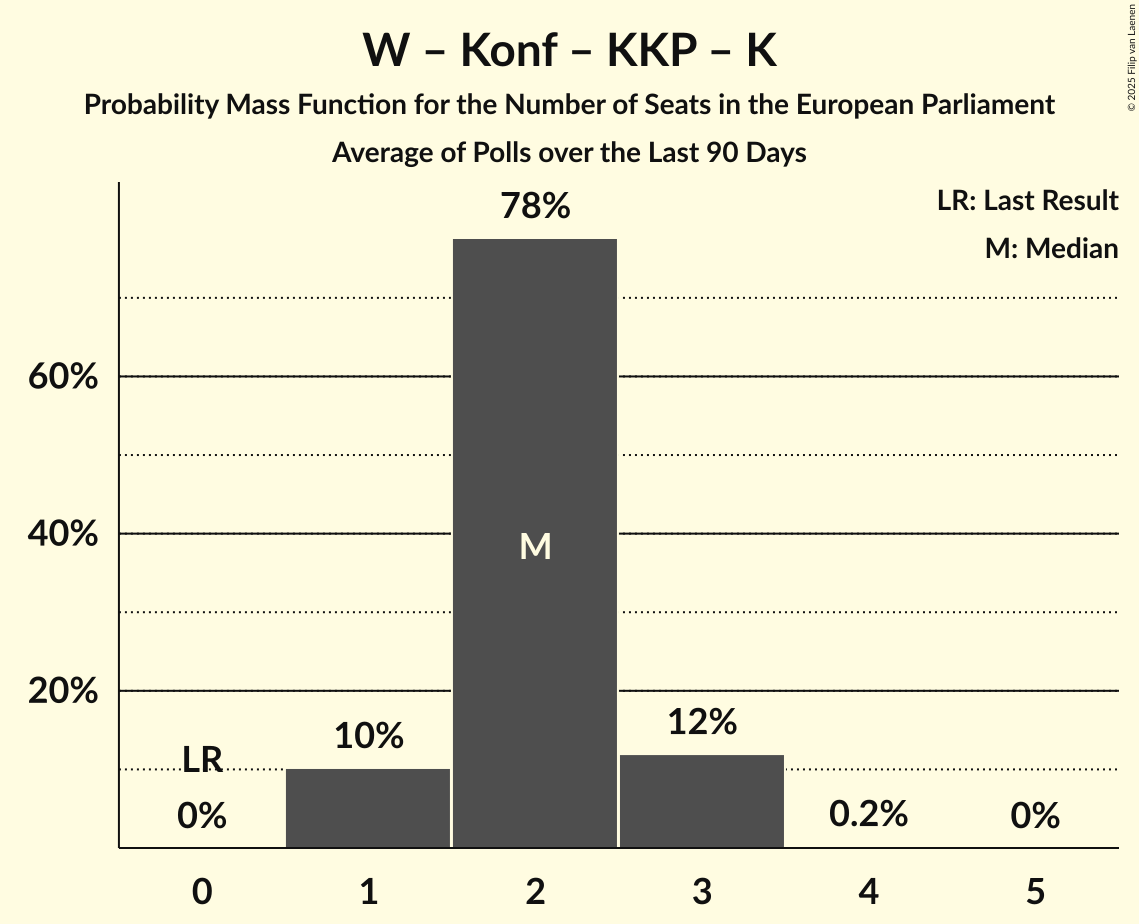 W – Konf – KKP – K
Probability Mass Function for the Number of Seats in the European Parliament
Average of Polls over the Last 90 Days
© 2025 Filip van Laenen
LR: Last Result
M: Median
78%
60%
40%
M
20%
12%
10%
LR
0%
0.2%
0%
0 1 2 3 4 5